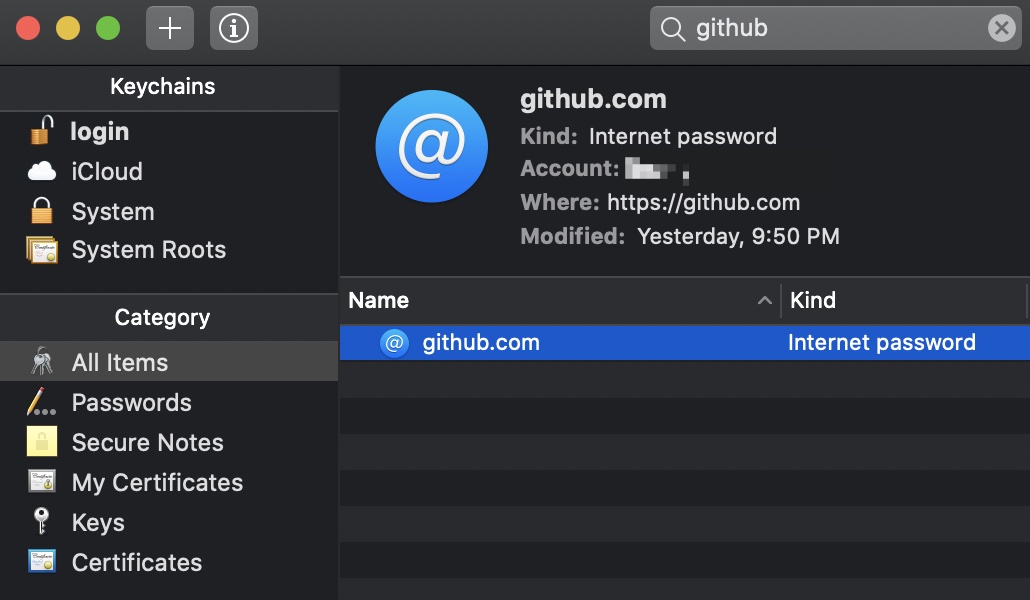 github
Keychains
login
iCloud
System
System Roots
Category
All Items
Passwords
Secure Notes
My Certificates
Keys
Certificates
github.com
Kind: Internet password
Account:
Where: https://github.com
Modified: Yesterday, 9:50 PM
Name Kind
github.com Internet password